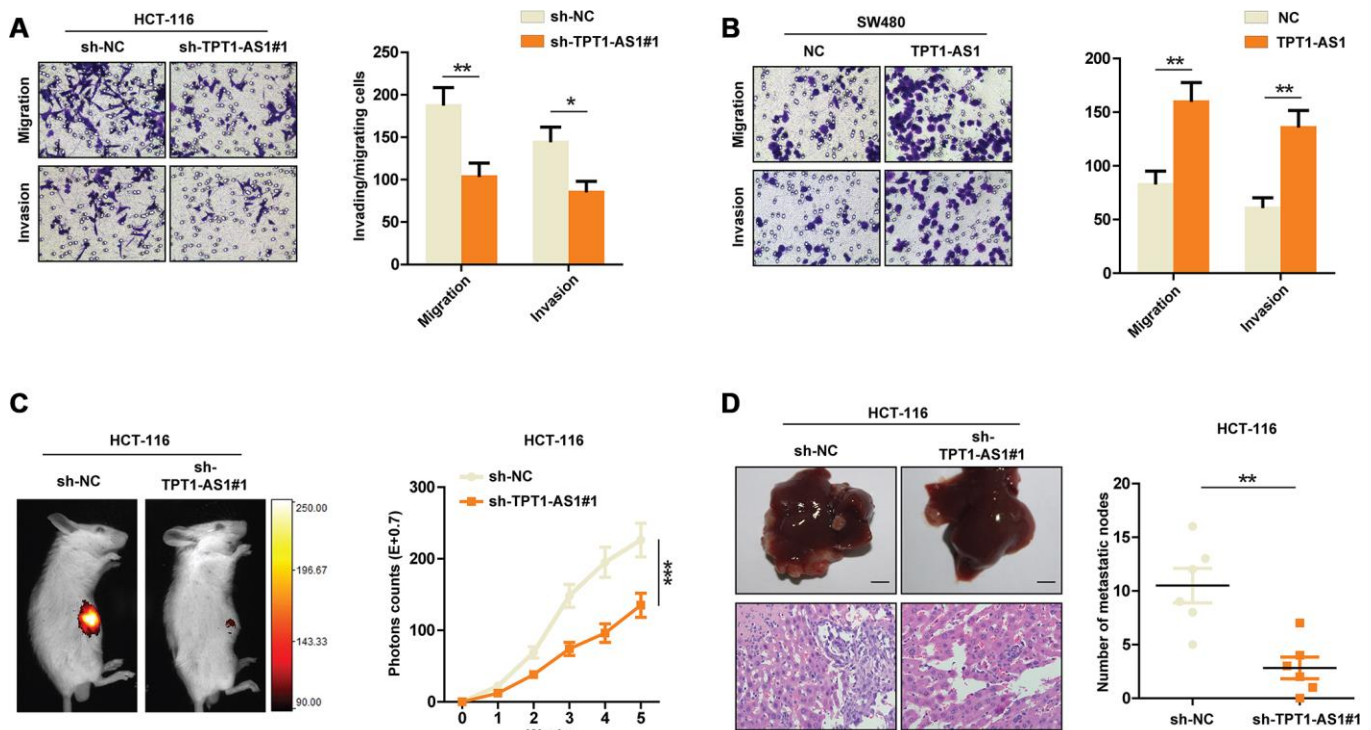 A
HCT-116
sh-NC
sh-TPT1-AS1#1
Migration
Invasion
sh-NC
sh-TPT1-AS1#1
Invading/migrating cells
250
200
150
100
50
0
**
*
Migration
Invasion
B
SW480
NC
TPT1-AS1
Migration
Invasion
NC
TPT1-AS1
200
150
100
50
0
**
**
Migration
Invasion
C
HCT-116
sh-NC
sh-
TPT1-AS1#1
250.00
196.67
143.33
90.00
HCT-116
sh-NC
sh-TPT1-AS1#1
Photons counts (E+0.7)
300
200
100
0
***
0 1 2 3 4 5
D
HCT-116
sh-NC
sh-
TPT1-AS1#1
HCT-116
Number of metastatic nodes
20
15
10
5
0
**
sh-NC
sh-TPT1-AS1#1